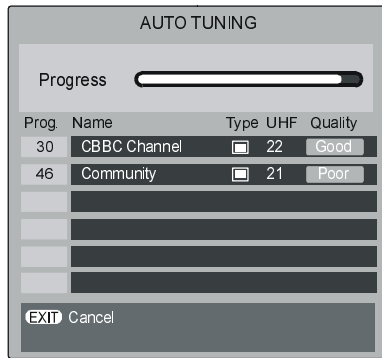 AUTO TUNING
Progress
Prog. Name Type UHF Quality
30 CBBC Channel 22 Good
46 Community 21 Poor
EXIT Cancel